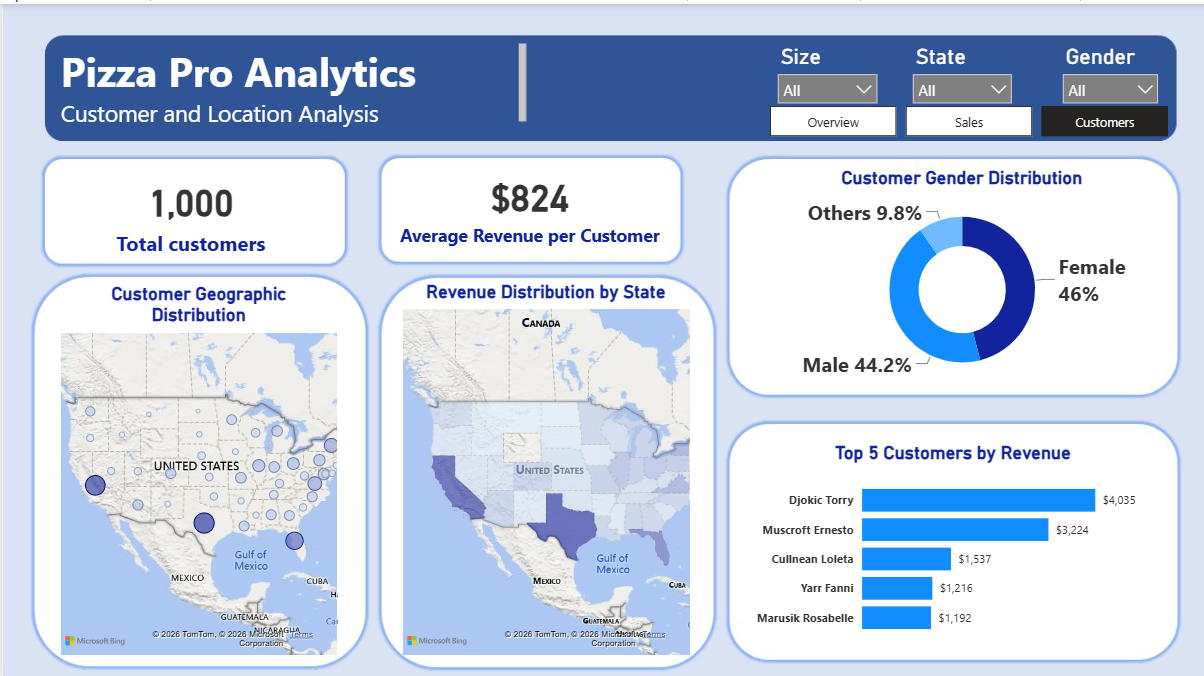 Pizza Pro Analytics
Customer and Location Analysis
Size
State
Gender
All
All
All
Overview
Sales
Customers
1,000
Total customers
$824
Average Revenue per Customer
Customer Gender Distribution
Others 9.8%
Female
46%
Male 44.2%
Customer Geographic
Distribution
UNITED STATES
Gulf of
Mexico
MEXICO
CUBA
GUATEMALA
NICARAGUA
Microsoft Bing
© 2026 TomTom, © 2026 Microsoft
Corporation
Terms
Revenue Distribution by State
CANADA
UNITED STATES
Gulf of
Mexico
MEXICO
CUBA
GUATEMALA
Microsoft Bing
© 2026 TomTom, © 2026
Corporation
Terms
Top 5 Customers by Revenue
Djokic Torry $4,035
Muscroft Ernesto $3,224
Cullnean Loleta $1,537
Yarr Fanni $1,216
Marusik Rosabelle $1,192